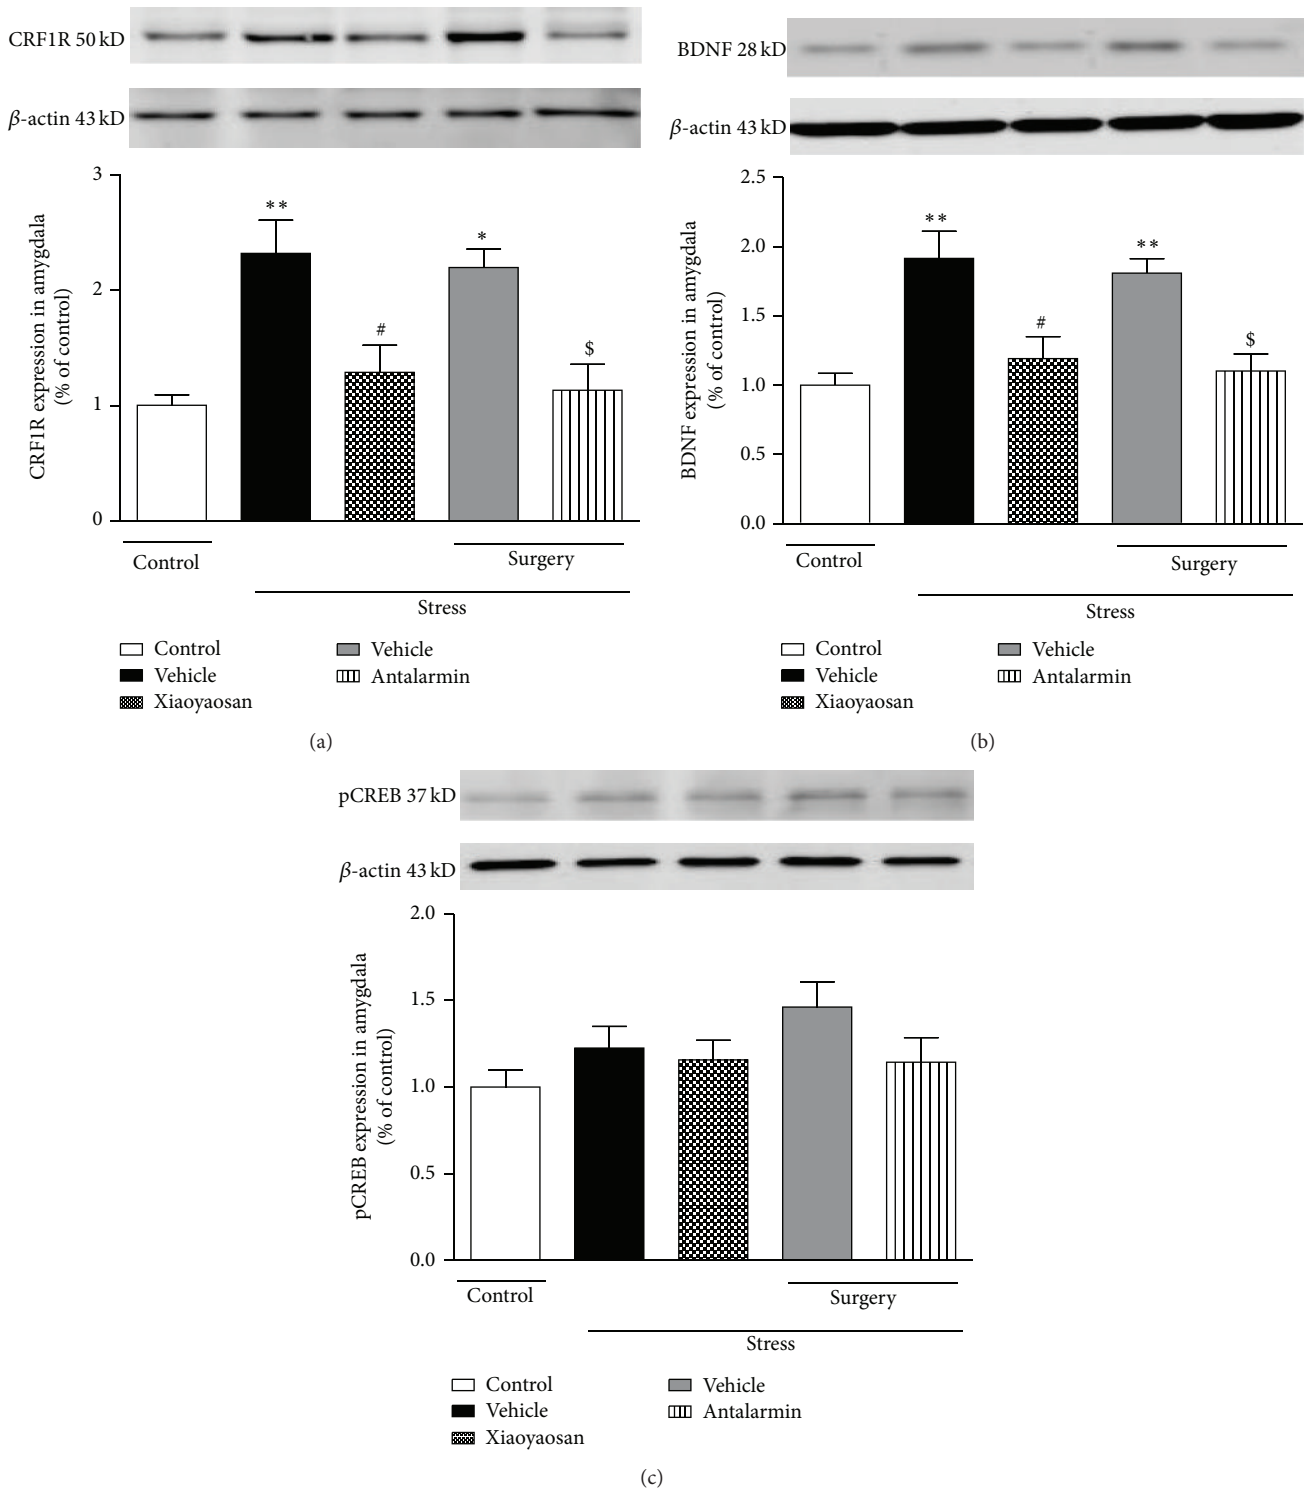 CRF1R 50 kD
β-actin 43 kD
3
2
1
0
CRF1R expression in amygdala
(% of control)
**
#
*
$
Control
Surgery
Stress
Control
Vehicle
Xiaoyaosan
Vehicle
Antalarmin
(a)
BDNF 28 kD
β-actin 43 kD
2.5
2.0
1.5
1.0
0.5
0.0
BDNF expression in amygdala
(% of control)
**
#
**
$
Control
Surgery
Stress
Control
Vehicle
Xiaoyaosan
Vehicle
Antalarmin
(b)
pCREB 37 kD
β-actin 43 kD
2.0
1.5
1.0
0.5
0.0
pCREB expression in amygdala
(% of control)
Control
Surgery
Stress
Control
Vehicle
Xiaoyaosan
Vehicle
Antalarmin
(c)